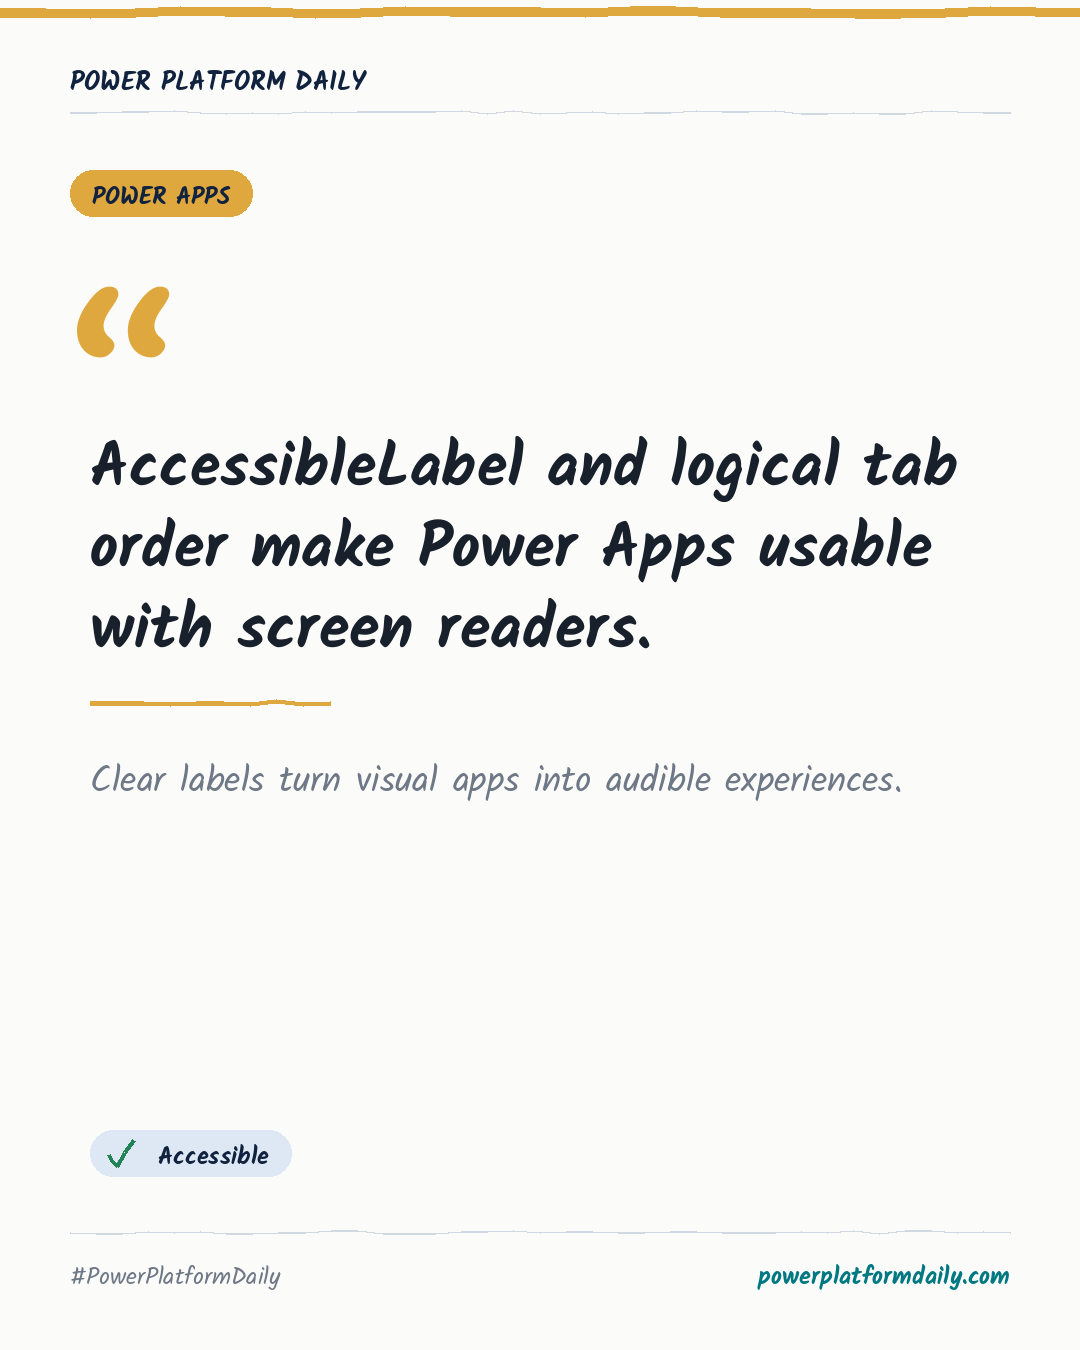 POWER PLATFORM DAILY
POWER APPS
“
AccessibleLabel and logical tab
order make Power Apps usable
with screen readers.
Clear labels turn visual apps into audible experiences.
✓ Accessible
#PowerPlatformDaily
powerplatformdaily.com